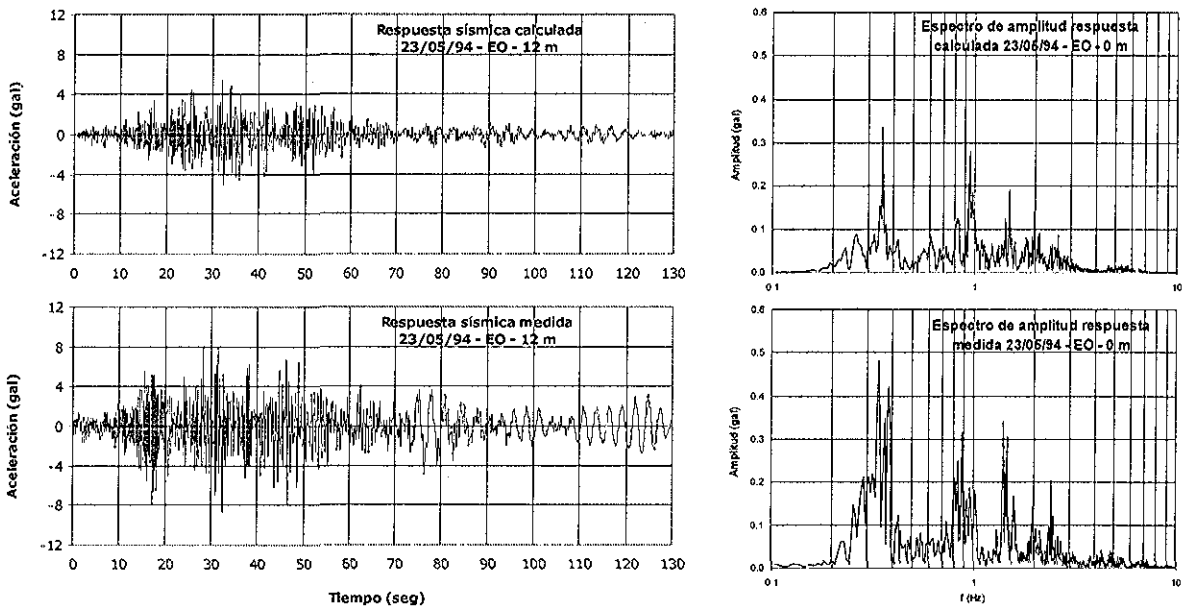 Respuesta sísmica calculada
23/05/94 - EO - 12 m
Aceleración (gal)
12
8
4
0
-4
-8
-12
0 10 20 30 40 50 60 70 80 90 100 110 120 130
Espectro de amplitud respuesta
calculada 23/05/94 - EO - 0 m
Amplitud (gal)
0.6
0.5
0.4
0.3
0.2
0.1
0.0
0 1 1 10
Respuesta sísmica medida
23/05/94 - EO - 12 m
Aceleración (gal)
12
8
4
0
-4
-8
-12
0 10 20 30 40 50 60 70 80 90 100 110 120 130
Tiempo (seg)
Espectro de amplitud respuesta
medida 23/05/94 - EO - 0 m
Amplitud (gal)
0.6
0.5
0.4
0.3
0.2
0.1
0.0
0 1 1 10
f (Hz)